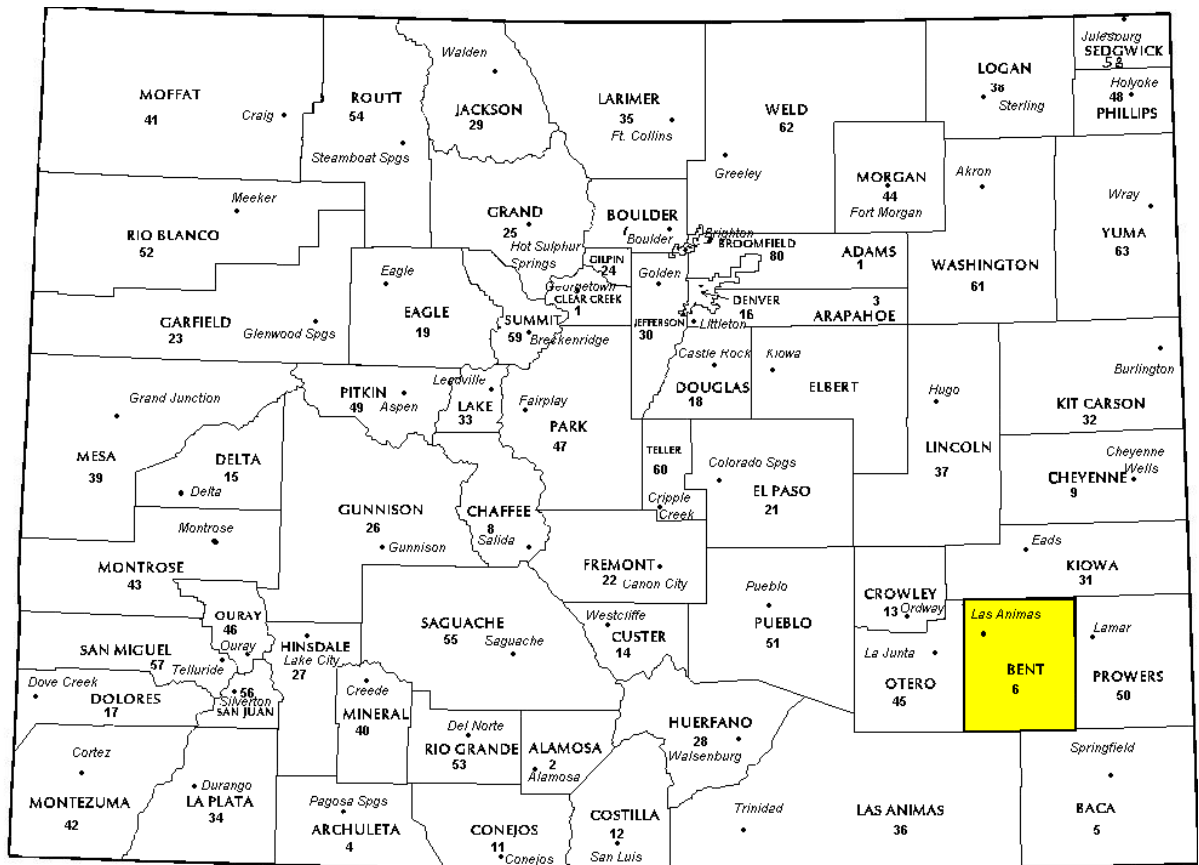 Julesburg
SEDGWICK
58
Walden
LOGAN
38
Sterling
Holyoke
48
PHILLIPS
MOFFAT
41
Craig
ROUTT
54
Steamboat Spgs
JACKSON
29
LARIMER
35
Ft. Collins
WELD
62
Greeley
MORGAN
44
Fort Morgan
Akron
Wray
YUMA
63
Meeker
RIO BLANCO
52
GRAND
25
Hot Sulphur
Springs
BOULDER
Boulder
Brighton
BROOMFIELD
80
ADAMS
1
WASHINGTON
61
GILPIN
24
Golden
Georgetown
CLEAR CREEK
1
DENVER
16
3
ARAPAHOE
Littleton
JEFFERSON
30
Eagle
EAGLE
19
SUMMIT
59
Breckenridge
GARFIELD
23
Glenwood Spgs
Castle Rock
DOUGLAS
18
Kiowa
ELBERT
Hugo
LINCOLN
37
Burlington
KIT CARSON
32
Grand Junction
MESA
39
PITKIN
49
Aspen
Leadville
LAKE
33
Fairplay
PARK
47
TELLER
60
Cripple
Creek
Colorado Spgs
EL PASO
21
Cheyenne
Wells
CHEYENNE
9
DELTA
15
Delta
GUNNISON
26
Gunnison
CHAFFEE
8
Salida
Montrose
MONTROSE
43
FREMONT
22
Canon City
Pueblo
PUEBLO
51
CROWLEY
13
Ordway
Eads
KIOWA
31
OURAY
46
Ouray
HINSDALE
Lake City
27
SAGUACHE
55
Saguache
Westcliffe
CUSTER
14
La Junta
OTERO
45
Las Animas
BENT
6
Lamar
PROWERS
50
SAN MIGUEL
57
Telluride
Dove Creek
DOLORES
17
56
Silverton
SAN JUAN
Creede
MINERAL
40
Del Norte
RIO GRANDE
53
ALAMOSA
2
Alamosa
HUERFANO
28
Walsenburg
Cortez
MONTEZUMA
42
Durango
LA PLATA
34
Pagosa Spgs
ARCHULETA
4
CONEJOS
11
Conejos
COSTILLA
12
San Luis
Trinidad
LAS ANIMAS
36
Springfield
BACA
5